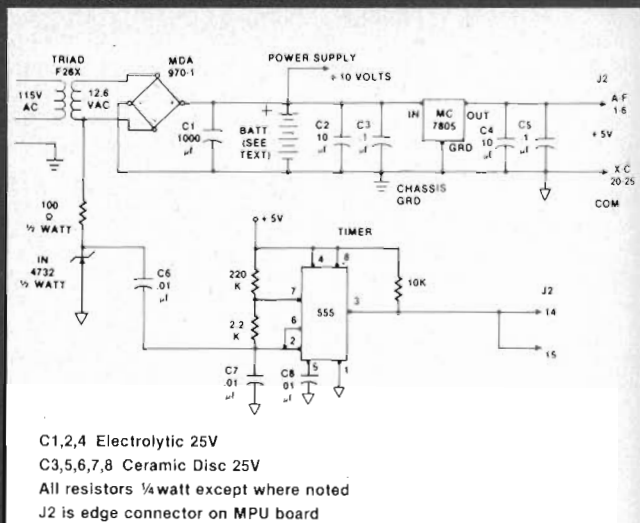 TRIAD
F26X
MDA
970-1
POWER SUPPLY
+10 VOLTS
J2
115V
AC
12.6
VAC
C1
1000
µf
+
BATT
(SEE
TEXT)
C2
10
µf
C3
.1
µf
IN
MC
7805
OUT
GRD
C4
10
µf
C5
.1
µf
A-F
1-6
+5V
X-C
20-25
COM
CHASSIS
GRD
100
Ω
½ WATT
IN
4732
½ WATT
C6
.01
µf
+5V
TIMER
220
K
2.2
K
7
6
2
4
8
555
3
5
1
10K
J2
14
15
C7
.01
µf
C8
.01
µf
C1,2,4 Electrolytic 25V
C3,5,6,7,8 Ceramic Disc 25V
All resistors ¼ watt except where noted
J2 is edge connector on MPU board